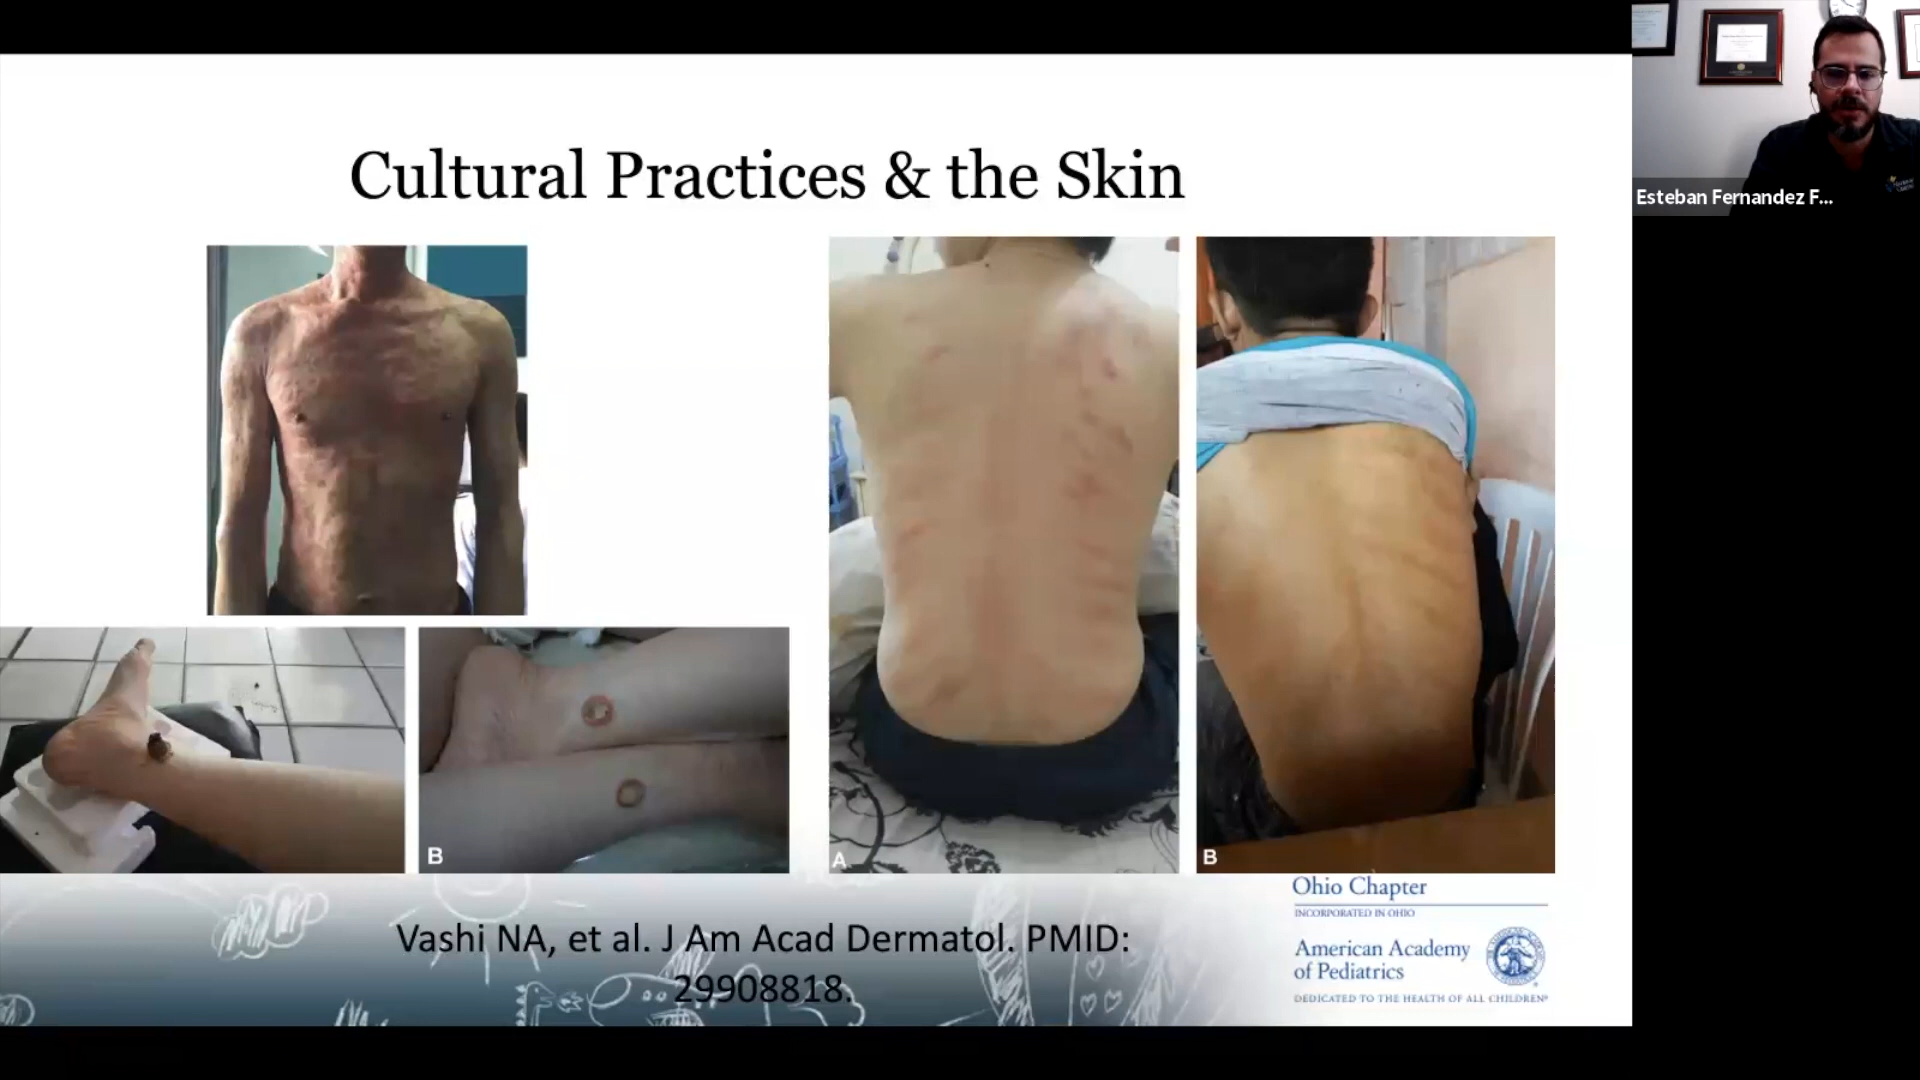 Cultural Practices & the Skin
Esteban Fernandez F...
B
A
B
Vashi NA, et al. J Am Acad Dermatol. PMID:
29908818.
Ohio Chapter
INCORPORATED IN OHIO
American Academy
of Pediatrics
DEDICATED TO THE HEALTH OF ALL CHILDREN®